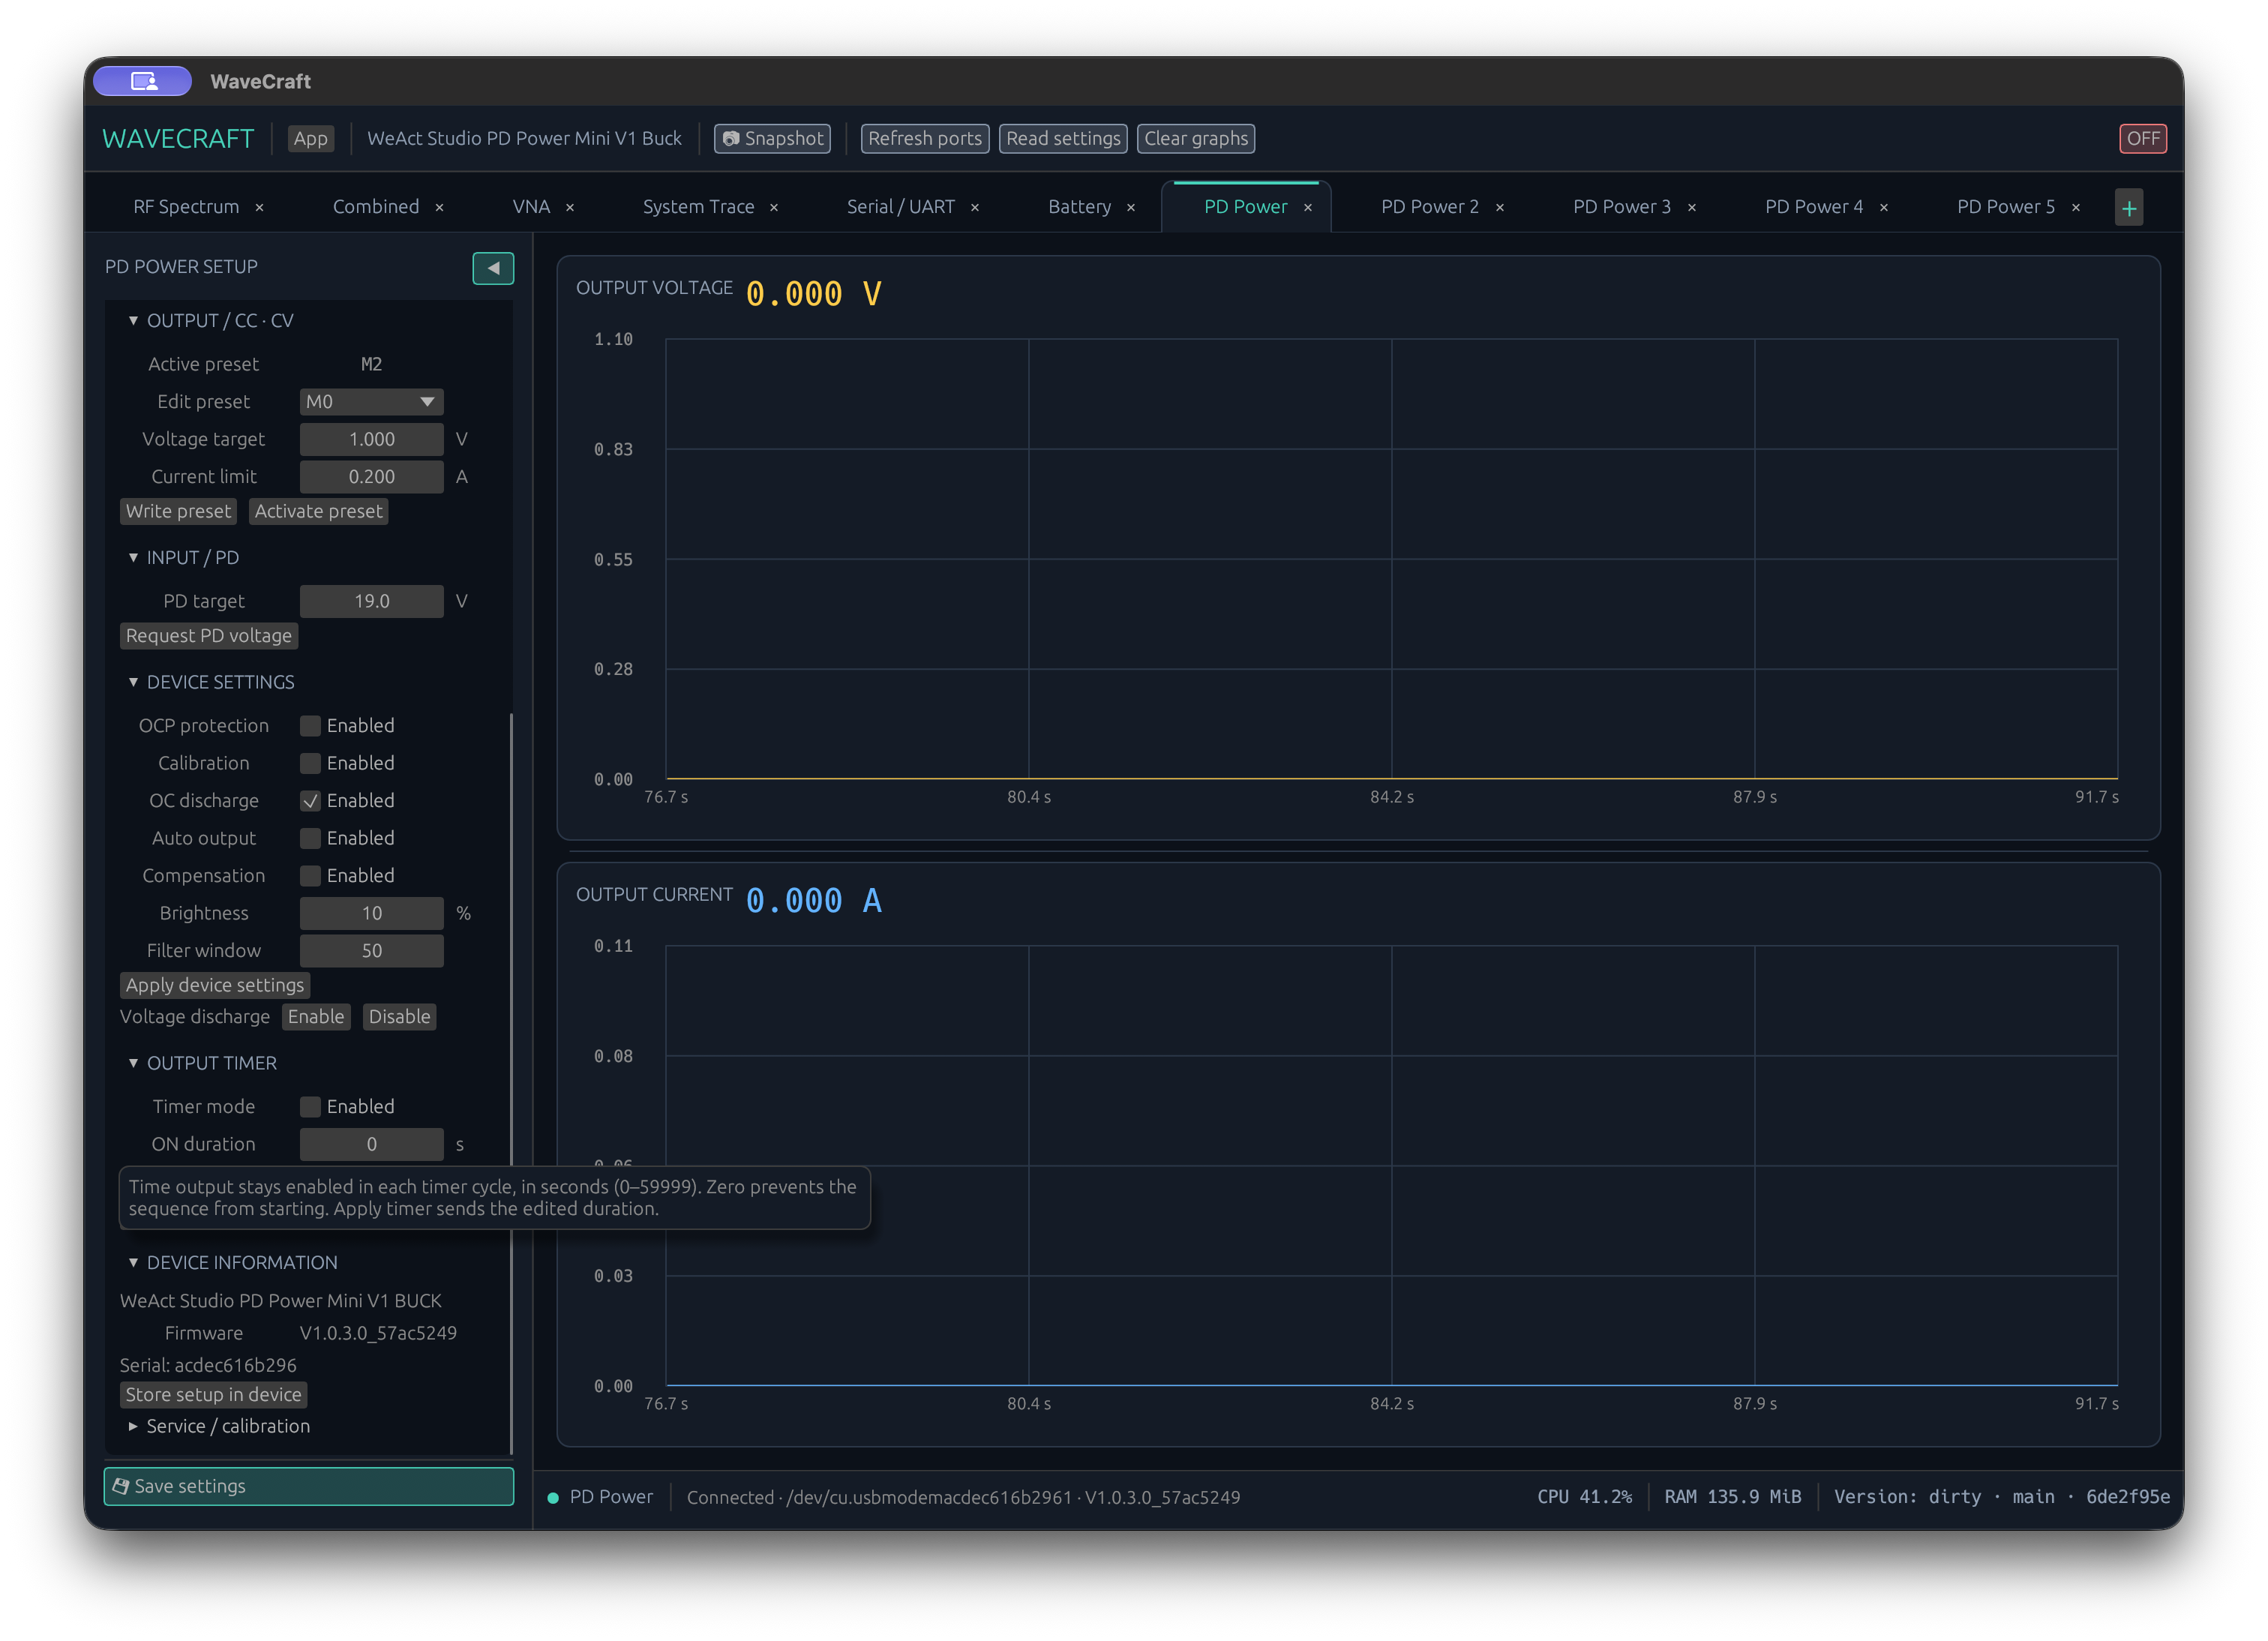 WaveCraft
WAVECRAFT App WeAct Studio PD Power Mini V1 Buck Snapshot Refresh ports Read settings Clear graphs OFF
RF Spectrum × Combined × VNA × System Trace × Serial / UART × Battery × PD Power × PD Power 2 × PD Power 3 × PD Power 4 × PD Power 5 × +
PD POWER SETUP
▼ OUTPUT / CC · CV
Active preset M2
Edit preset M0
Voltage target 1.000 V
Current limit 0.200 A
Write preset Activate preset
▼ INPUT / PD
PD target 19.0 V
Request PD voltage
▼ DEVICE SETTINGS
OCP protection Enabled
Calibration Enabled
OC discharge Enabled
Auto output Enabled
Compensation Enabled
Brightness 10 %
Filter window 50
Apply device settings
Voltage discharge Enable Disable
▼ OUTPUT TIMER
Timer mode Enabled
ON duration 0 s
Time output stays enabled in each timer cycle, in seconds (0–59999). Zero prevents the
sequence from starting. Apply timer sends the edited duration.
▼ DEVICE INFORMATION
WeAct Studio PD Power Mini V1 BUCK
Firmware V1.0.3.0_57ac5249
Serial: acdec616b296
Store setup in device
► Service / calibration
Save settings
OUTPUT VOLTAGE 0.000 V
1.10
0.83
0.55
0.28
0.00
76.7 s 80.4 s 84.2 s 87.9 s 91.7 s
OUTPUT CURRENT 0.000 A
0.11
0.08
0.03
0.00
76.7 s 80.4 s 84.2 s 87.9 s 91.7 s
PD Power Connected · /dev/cu.usbmodemacdec616b2961 · V1.0.3.0_57ac5249 CPU 41.2% RAM 135.9 MiB Version: dirty · main · 6de2f95e